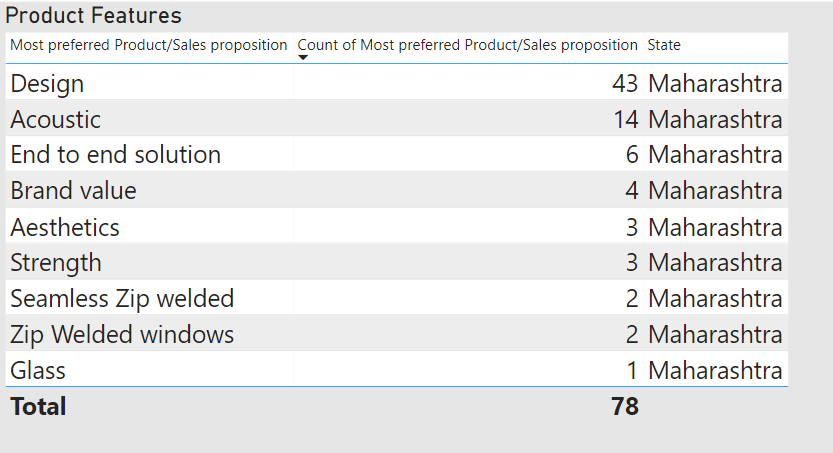 Product Features
Most preferred Product/Sales proposition Count of Most preferred Product/Sales proposition State
Design 43 Maharashtra
Acoustic 14 Maharashtra
End to end solution 6 Maharashtra
Brand value 4 Maharashtra
Aesthetics 3 Maharashtra
Strength 3 Maharashtra
Seamless Zip welded 2 Maharashtra
Zip Welded windows 2 Maharashtra
Glass 1 Maharashtra
Total 78